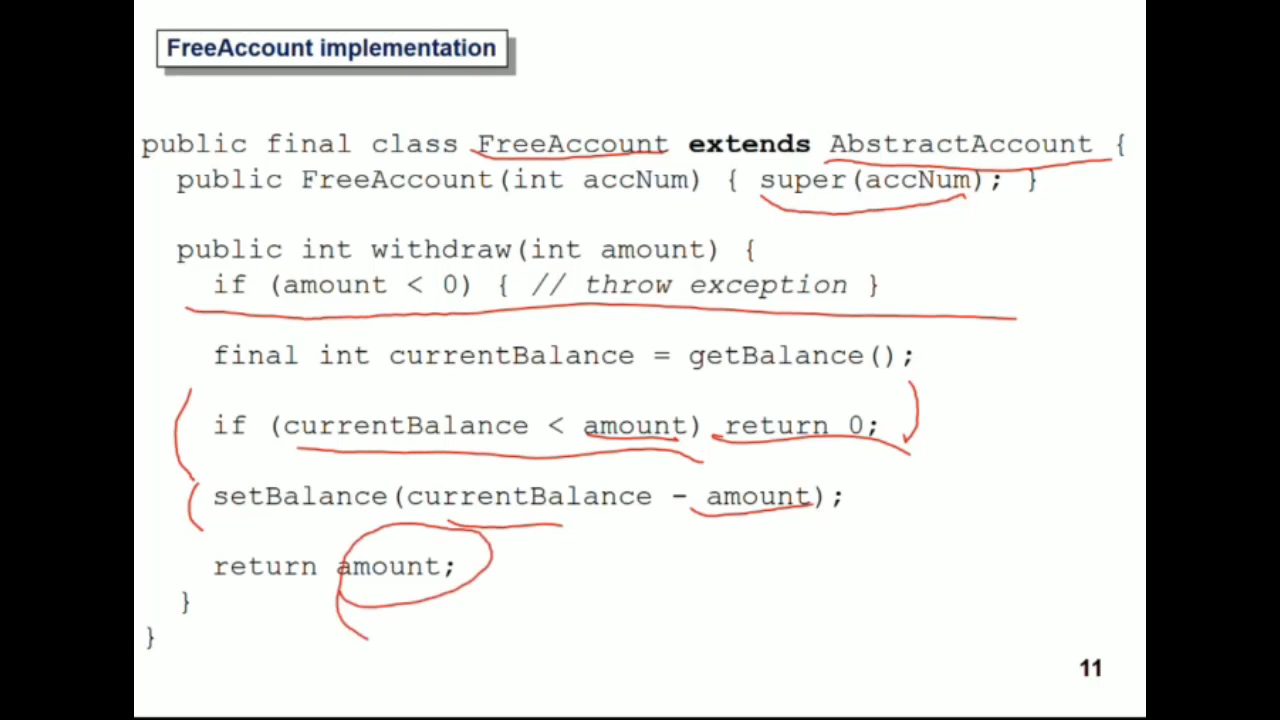 FreeAccount implementation
public final class FreeAccount extends AbstractAccount {
public FreeAccount(int accNum) { super(accNum); }
public int withdraw(int amount) {
if (amount < 0) { // throw exception }
final int currentBalance = getBalance();
if (currentBalance < amount) return 0;
setBalance(currentBalance - amount);
return amount;
}
}
11